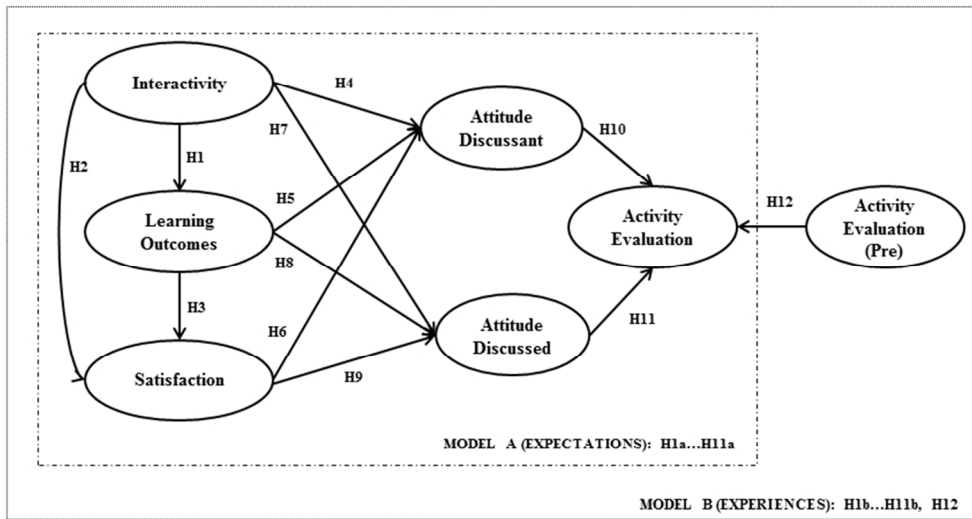 Interactivity
H4
H7
Attitude
Discussant
H10
H2
H1
H5
Learning
Outcomes
H8
Activity
Evaluation
H12
Activity
Evaluation
(Pre)
H3
H6
Attitude
Discussed
H11
Satisfaction
H9
MODEL A (EXPECTATIONS): H1a...H11a
MODEL B (EXPERIENCES): H1b...H11b, H12